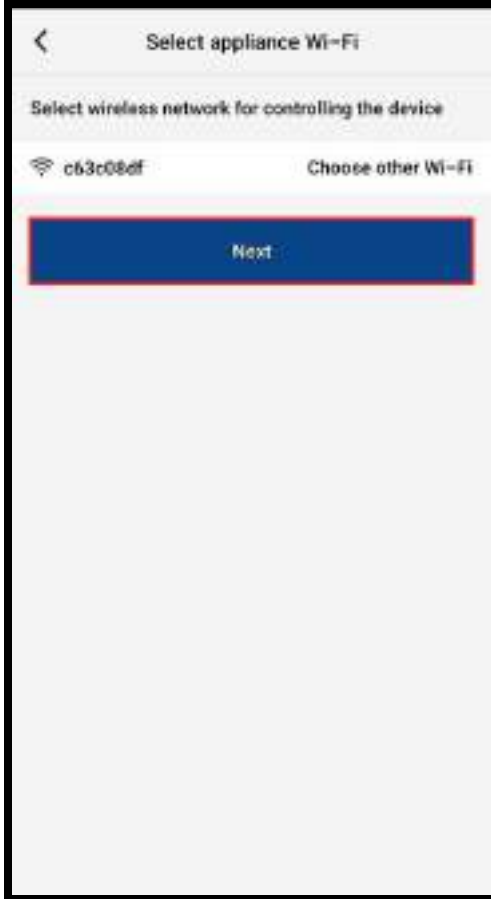 Select appliance Wi-Fi
Select wireless network for controlling the device
c63c08df Choose other Wi-Fi
Next